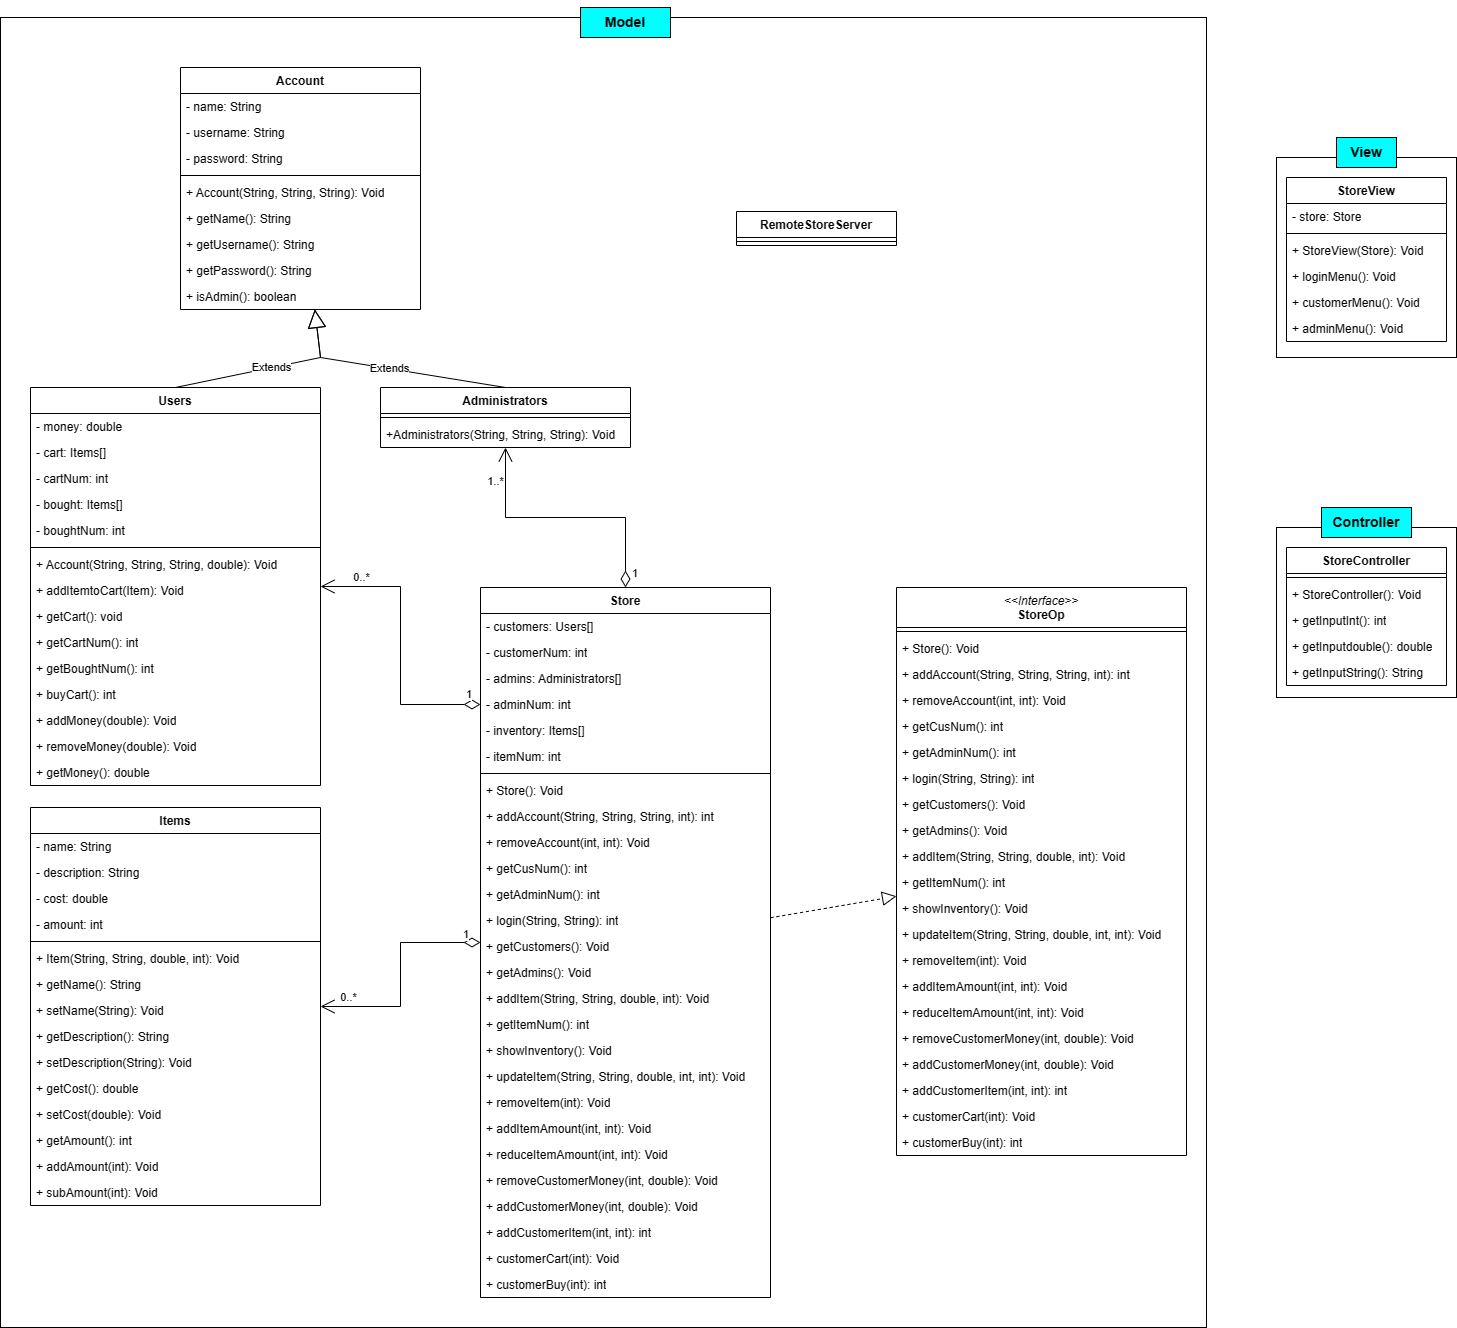 Model
Account
- name: String
- username: String
- password: String
+ Account(String, String, String): Void
+ getName(): String
+ getUsername(): String
+ getPassword(): String
+ isAdmin(): boolean
RemoteStoreServer
Extends
Extends
Users
- money: double
- cart: Items[]
- cartNum: int
- bought: Items[]
- boughtNum: int
+ Account(String, String, String, double): Void
+ addItemtoCart(Item): Void
+ getCart(): void
+ getCartNum(): int
+ getBoughtNum(): int
+ buyCart(): int
+ addMoney(double): Void
+ removeMoney(double): Void
+ getMoney(): double
Administrators
+Administrators(String, String, String): Void
1..*
1
0..*
1
Items
- name: String
- description: String
- cost: double
- amount: int
+ Item(String, String, double, int): Void
+ getName(): String
+ setName(String): Void
+ getDescription(): String
+ setDescription(String): Void
+ getCost(): double
+ setCost(double): Void
+ getAmount(): int
+ addAmount(int): Void
+ subAmount(int): Void
1
0..*
Store
- customers: Users[]
- customerNum: int
- admins: Administrators[]
- adminNum: int
- inventory: Items[]
- itemNum: int
+ Store(): Void
+ addAccount(String, String, String, int): int
+ removeAccount(int, int): Void
+ getCusNum(): int
+ getAdminNum(): int
+ login(String, String): int
+ getCustomers(): Void
+ getAdmins(): Void
+ addItem(String, String, double, int): Void
+ getItemNum(): int
+ showInventory(): Void
+ updateItem(String, String, double, int, int): Void
+ removeItem(int): Void
+ addItemAmount(int, int): Void
+ reduceItemAmount(int, int): Void
+ removeCustomerMoney(int, double): Void
+ addCustomerMoney(int, double): Void
+ addCustomerItem(int, int): int
+ customerCart(int): Void
+ customerBuy(int): int
<<Interface>>
StoreOp
+ Store(): Void
+ addAccount(String, String, String, int): int
+ removeAccount(int, int): Void
+ getCusNum(): int
+ getAdminNum(): int
+ login(String, String): int
+ getCustomers(): Void
+ getAdmins(): Void
+ addItem(String, String, double, int): Void
+ getItemNum(): int
+ showInventory(): Void
+ updateItem(String, String, double, int, int): Void
+ removeItem(int): Void
+ addItemAmount(int, int): Void
+ reduceItemAmount(int, int): Void
+ removeCustomerMoney(int, double): Void
+ addCustomerMoney(int, double): Void
+ addCustomerItem(int, int): int
+ customerCart(int): Void
+ customerBuy(int): int
View
StoreView
- store: Store
+ StoreView(Store): Void
+ loginMenu(): Void
+ customerMenu(): Void
+ adminMenu(): Void
Controller
StoreController
+ StoreController(): Void
+ getInputInt(): int
+ getInputdouble(): double
+ getInputString(): String